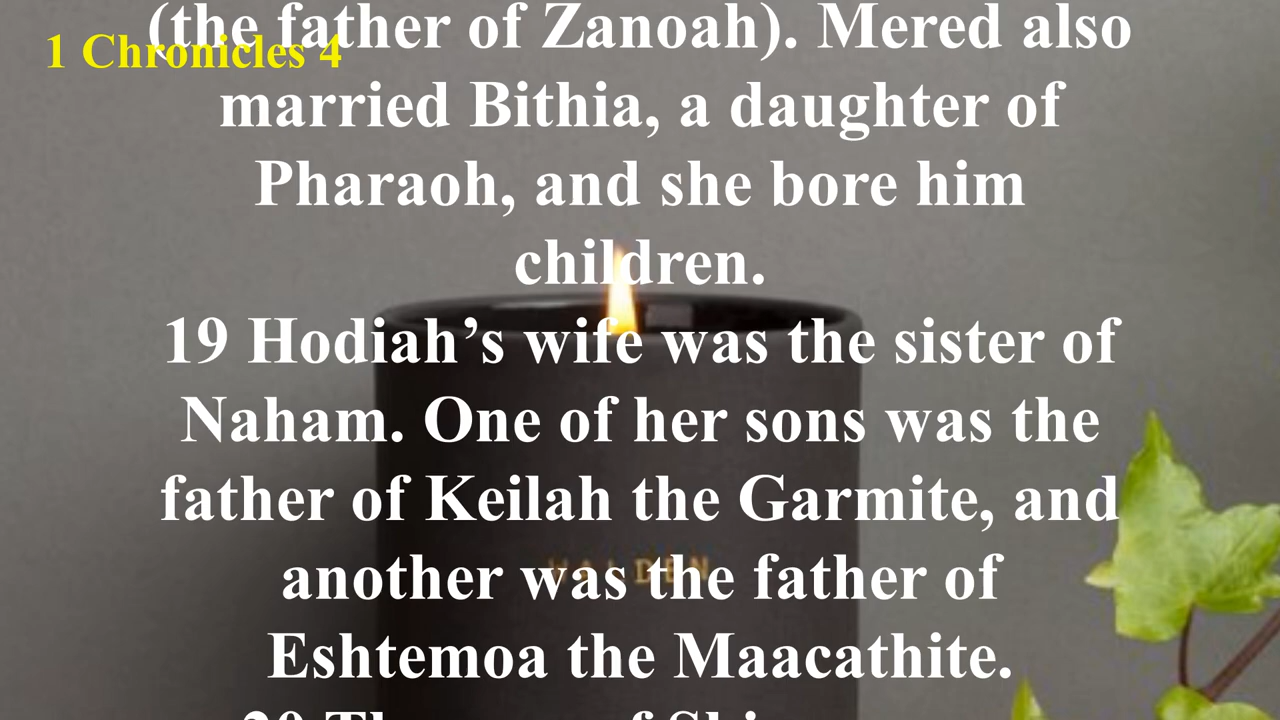 (the father of Zanoah). Mered also
1 Chronicles 4
married Bithia, a daughter of
Pharaoh, and she bore him
children.
19 Hodiah’s wife was the sister of
Naham. One of her sons was the
father of Keilah the Garmite, and
another was the father of
Eshtemoa the Maacathite.
20